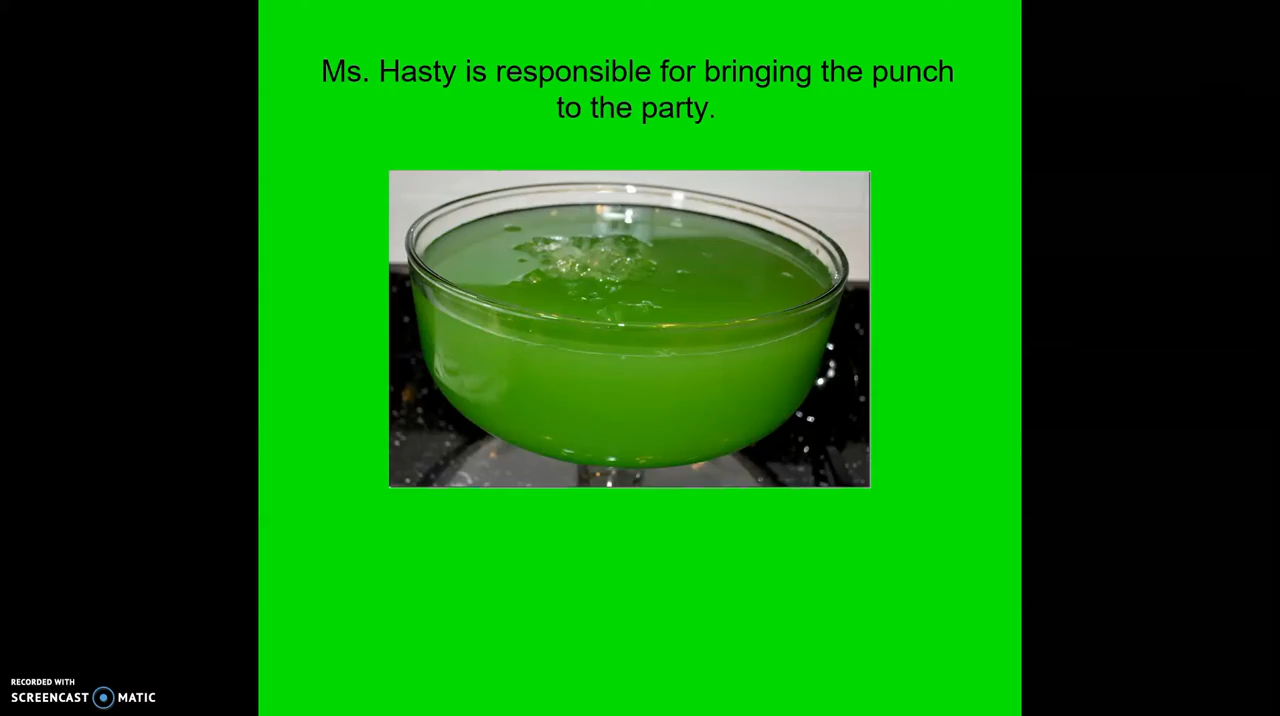 Ms. Hasty is responsible for bringing the punch
to the party.
RECORDED WITH
SCREENCAST MATIC